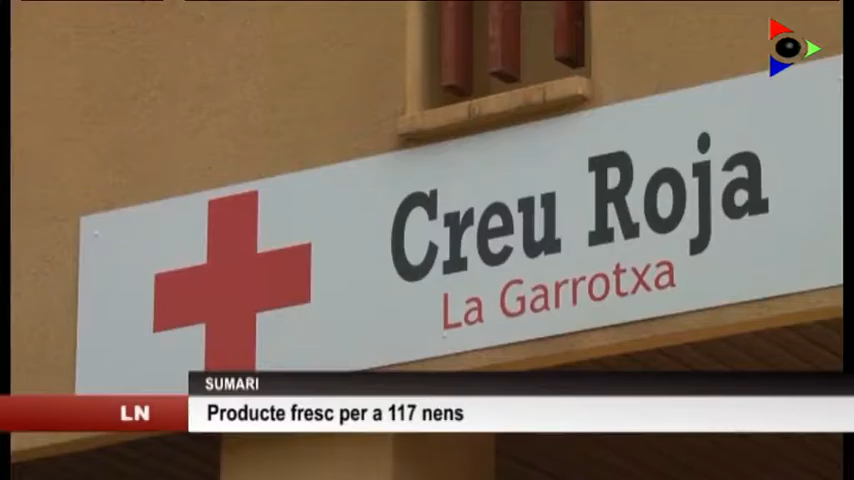 Creu Roja
La Garrotxa
SUMARI
LN
Producte fresc per a 117 nens